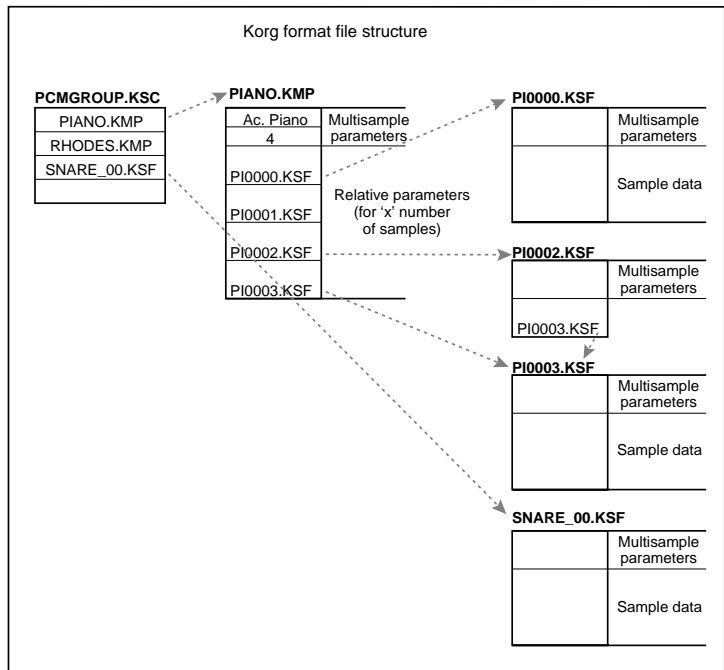 Korg format file structure
PCMGROUP.KSC
PIANO.KMP
RHODES.KMP
SNARE_00.KSF
PIANO.KMP
Ac. Piano
4
Multisample
parameters
PI0000.KSF
PI0001.KSF
PI0002.KSF
PI0003.KSF
Relative parameters
(for ‘x’ number
of samples)
PI0000.KSF
Multisample
parameters
Sample data
PI0002.KSF
Multisample
parameters
PI0003.KSF
PI0003.KSF
Multisample
parameters
Sample data
SNARE_00.KSF
Multisample
parameters
Sample data